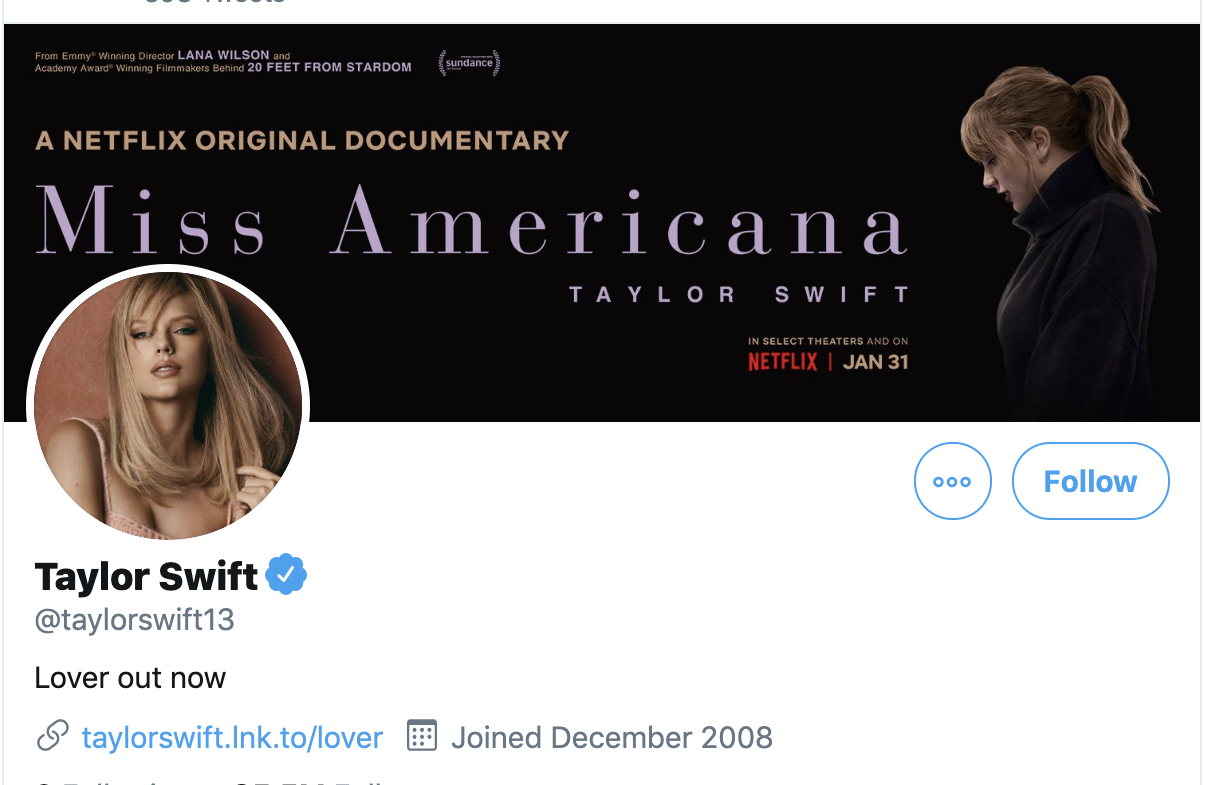 From Emmy® Winning Director LANA WILSON and
Academy Award® Winning Filmmakers Behind 20 FEET FROM STARDOM
sundance
A NETFLIX ORIGINAL DOCUMENTARY
Miss Americana
TAYLOR SWIFT
IN SELECT THEATERS AND ON
NETFLIX | JAN 31
Follow
Taylor Swift
@taylorswift13
Lover out now
taylorswift.lnk.to/lover Joined December 2008